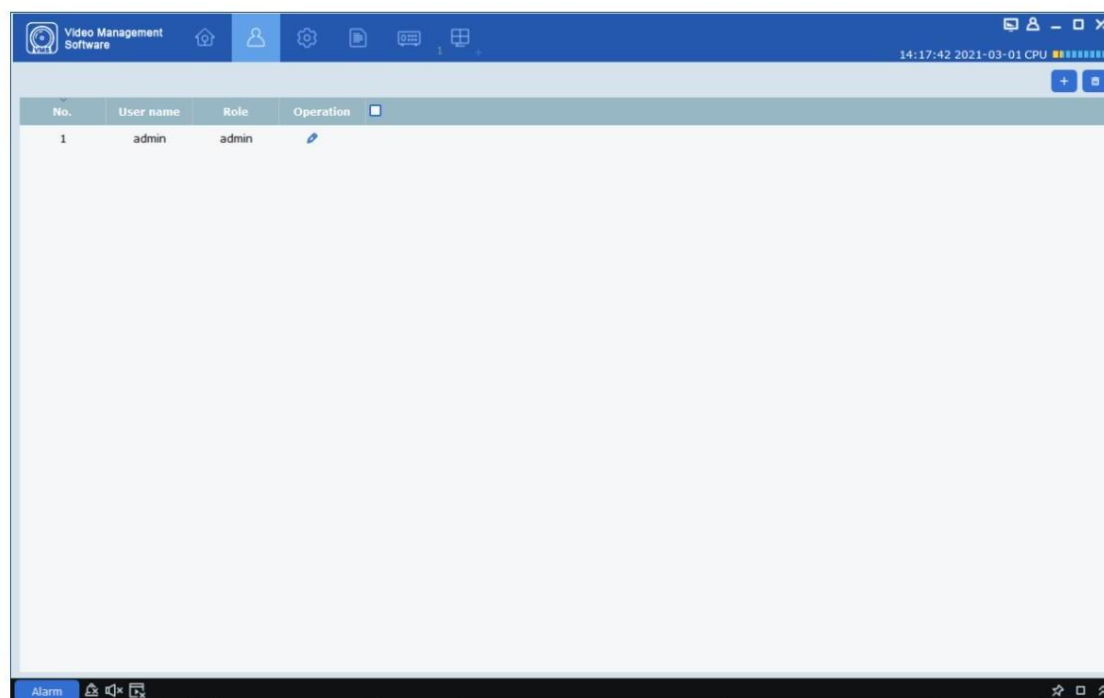 Video Management
Software
1
14:17:42 2021-03-01 CPU
No. User name Role Operation
1 admin admin
Alarm